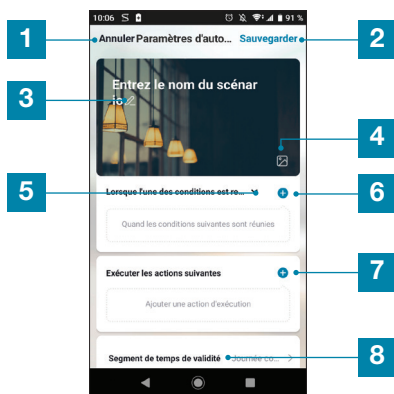 10:06 S 91 %
1
Annuler Paramètres d'auto... Sauvegarder
2
Entrez le nom du scénar
io
3
4
5
Lorsque l'une des conditions est re...
6
Quand les conditions suivantes sont réunies
Exécuter les actions suivantes
7
Ajouter une action d'exécution
Segment de temps de validité
Journée co...
8